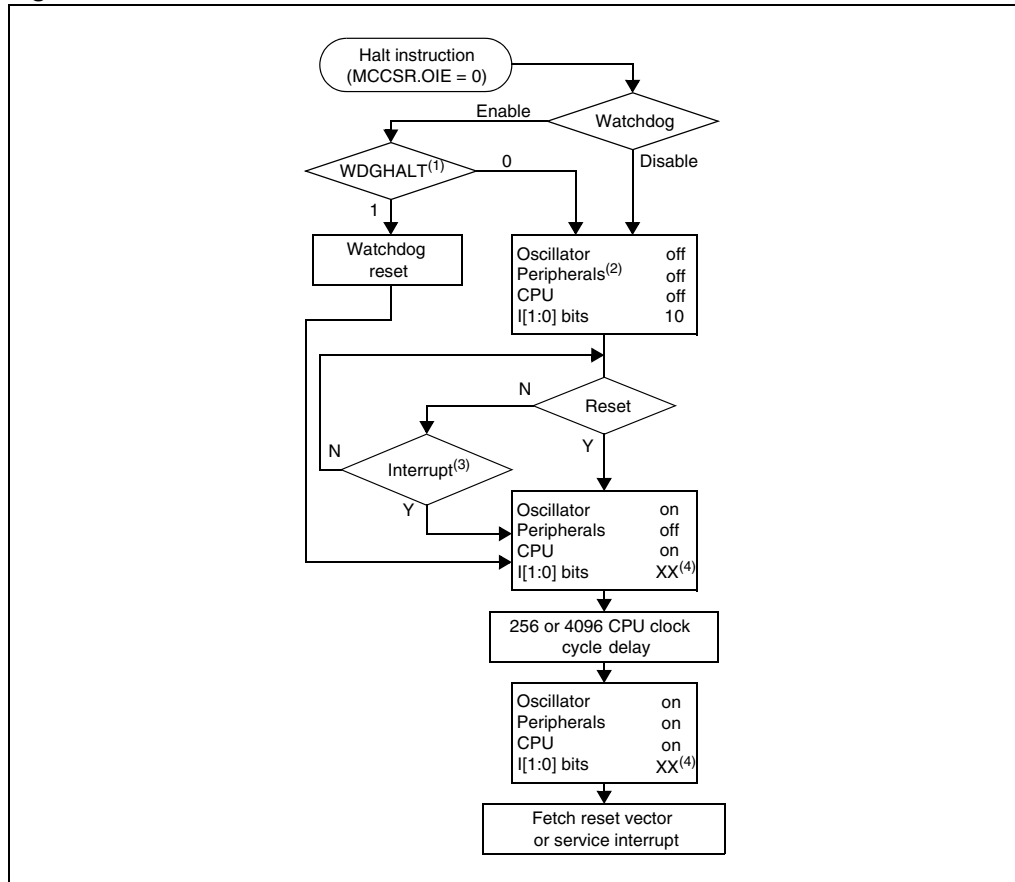 Halt instruction
(MCCSR.OIE = 0)
Enable
Watchdog
WDGHALT(1)
0
Disable
1
Watchdog
reset
Oscillator off
Peripherals(2) off
CPU off
I[1:0] bits 10
N
Reset
N
Y
Interrupt(3)
Y
Oscillator on
Peripherals off
CPU on
I[1:0] bits XX(4)
256 or 4096 CPU clock
cycle delay
Oscillator on
Peripherals on
CPU on
I[1:0] bits XX(4)
Fetch reset vector
or service interrupt